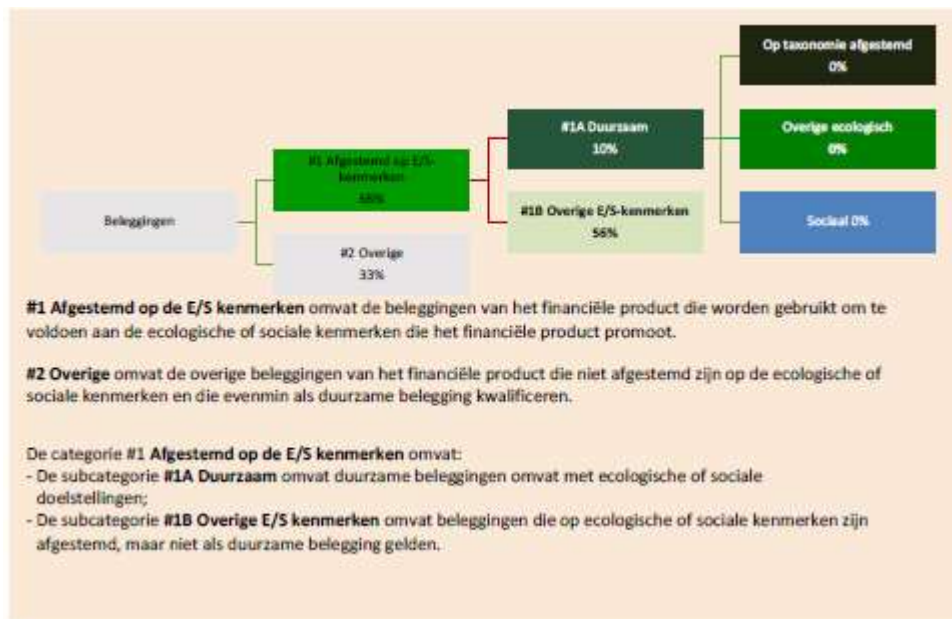 Op taxonomie afgestemd
0%
#1A Duurzaam
10%
Overige ecologisch
0%
#1 Afgestemd op E/S-
kenmerken
Beleggingen
#1B Overige E/S-kenmerken
56%
Sociaal 0%
#2 Overige
33%
#1 Afgestemd op de E/S kenmerken omvat de beleggingen van het financiële product die worden gebruikt om te
voldoen aan de ecologische of sociale kenmerken die het financiële product promoot.
#2 Overige omvat de overige beleggingen van het financiële product die niet afgestemd zijn op de ecologische of
sociale kenmerken en die evenmin als duurzame belegging kwalificeren.
De categorie #1 Afgestemd op de E/S kenmerken omvat:
- De subcategorie #1A Duurzaam omvat duurzame beleggingen omvat met ecologische of sociale
doelstellingen;
- De subcategorie #1B Overige E/S kenmerken omvat beleggingen die op ecologische of sociale kenmerken zijn
afgestemd, maar niet als duurzame belegging gelden.